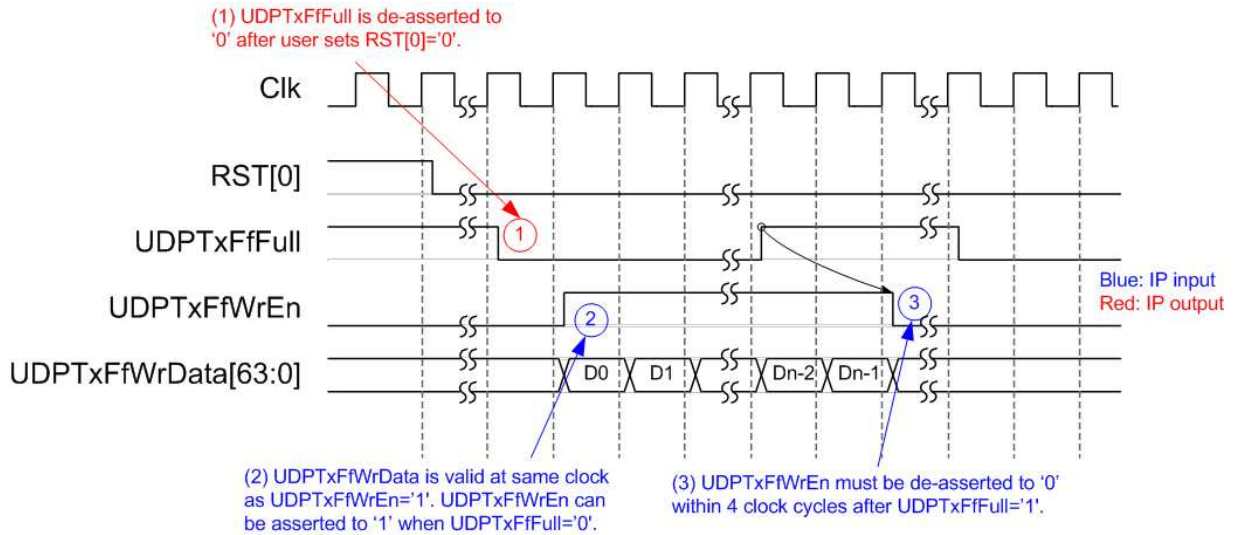 (1) UDPTxFfFull is de-asserted to
‘0’ after user sets RST[0]=’0’.
Clk
RST[0]
UDPTxFfFull
1
UDPTxFfWrEn
2
3
Blue: IP input
Red: IP output
UDPTxFfWrData[63:0]
D0
D1
Dn-2
Dn-1
(2) UDPTxFfWrData is valid at same clock
as UDPTxFfWrEn=’1’. UDPTxFfWrEn can
be asserted to ‘1’ when UDPTxFfFull=’0’.
(3) UDPTxFfWrEn must be de-asserted to ‘0’
within 4 clock cycles after UDPTxFfFull=’1’.